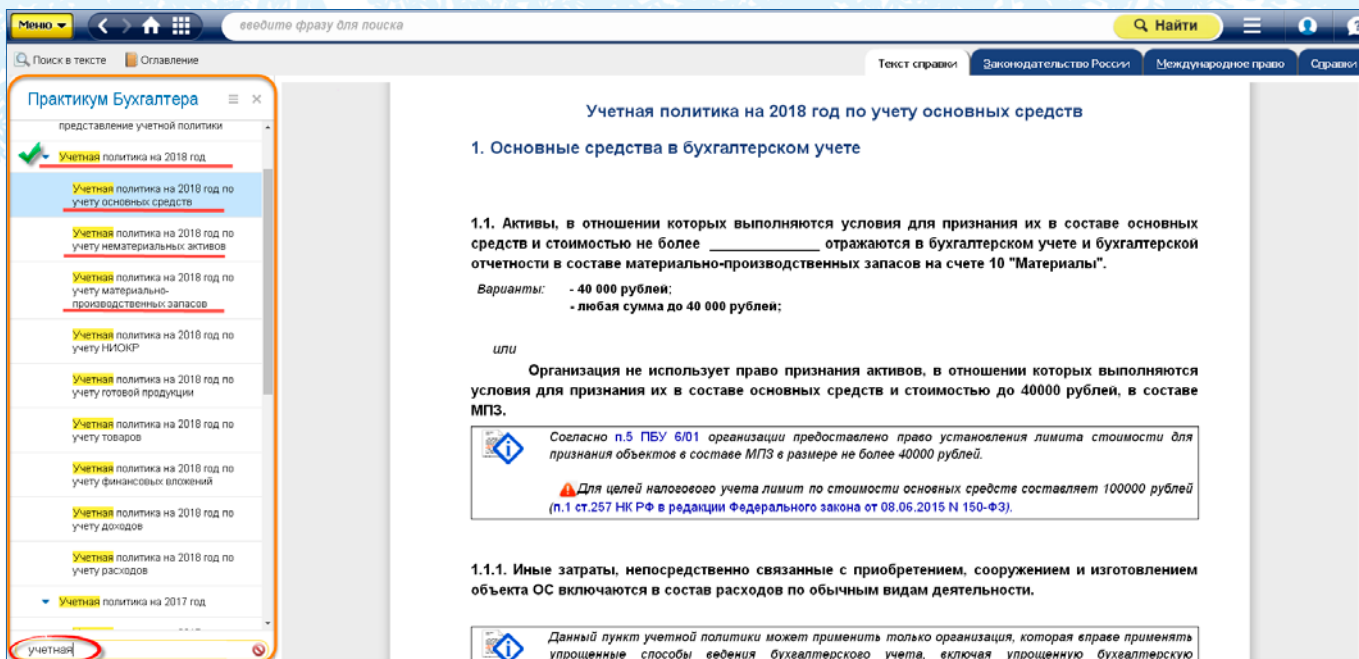 Меню
введите фразу для поиска
Найти
?
Поиск в тексте
Оглавление
Текст справки
Законодательство России
Международное право
Справки
Практикум Бухгалтера
представление учетной политики
Учетная политика на 2018 год
Учетная политика на 2018 год по
учету основных средств
Учетная политика на 2018 год по
учету нематериальных активов
Учетная политика на 2018 год по
учету материально-
производственных запасов
Учетная политика на 2018 год по
учету НИОКР
Учетная политика на 2018 год по
учету готовой продукции
Учетная политика на 2018 год по
учету товаров
Учетная политика на 2018 год по
учету финансовых вложений
Учетная политика на 2018 год по
учету доходов
Учетная политика на 2018 год по
учету расходов
Учетная политика на 2017 год
учетная
Учетная политика на 2018 год по учету основных средств
1. Основные средства в бухгалтерском учете
1.1. Активы, в отношении которых выполняются условия для признания их в составе основных
средств и стоимостью не более ______________ отражаются в бухгалтерском учете и бухгалтерской
отчетности в составе материально-производственных запасов на счете 10 "Материалы".
Варианты: - 40 000 рублей;
- любая сумма до 40 000 рублей;
или
Организация не использует право признания активов, в отношении которых выполняются
условия для признания их в составе основных средств и стоимостью до 40000 рублей, в составе
МПЗ.
Согласно п.5 ПБУ 6/01 организации предоставлено право установления лимита стоимости для
признания объектов в составе МПЗ в размере не более 40000 рублей.
Для целей налогового учета лимит по стоимости основных средств составляет 100000 рублей
(п.1 ст.257 НК РФ в редакции Федерального закона от 08.06.2015 N 150-ФЗ).
1.1.1. Иные затраты, непосредственно связанные с приобретением, сооружением и изготовлением
объекта ОС включаются в состав расходов по обычным видам деятельности.
Данный пункт учетной политики может применить только организация, которая вправе применять
упрощенные способы ведения бухгалтерского учета, включая упрощенную бухгалтерскую